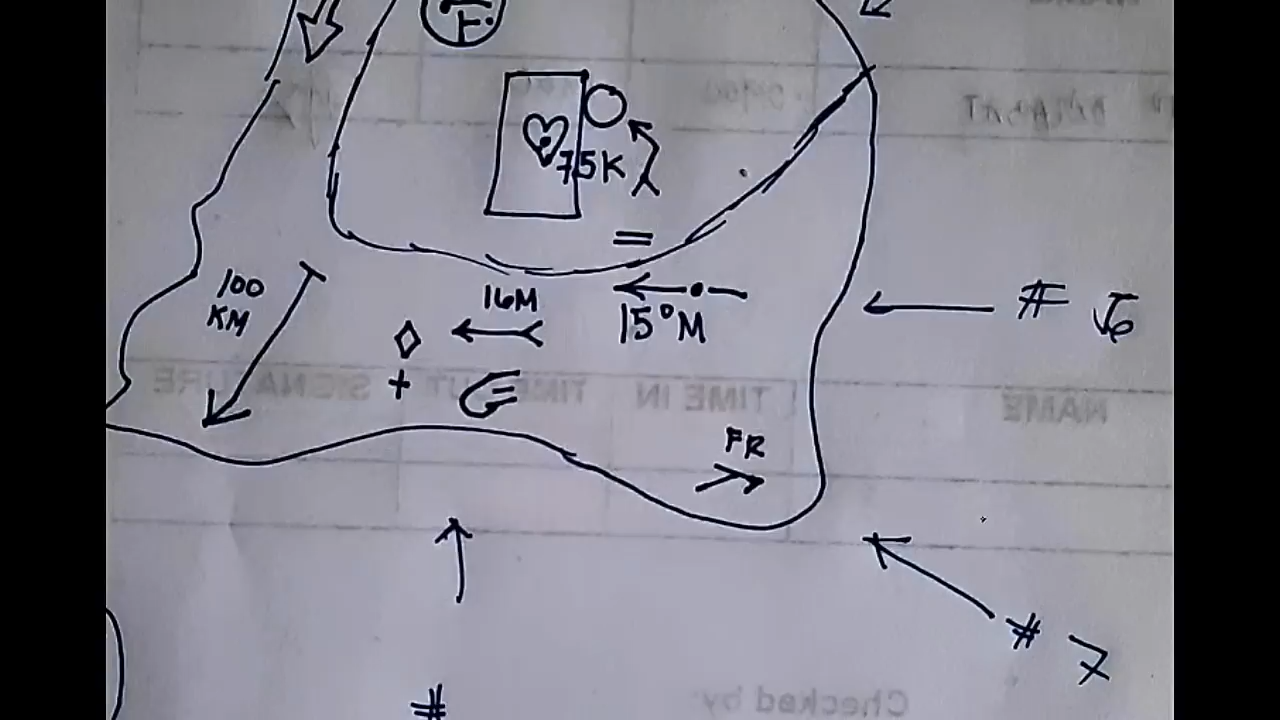 75K
=
100
KM
16M
15°M
+
FR
# √6
# 7
#
NAME
TIME IN
TIME OUT
SIGNATURE
Checked by: